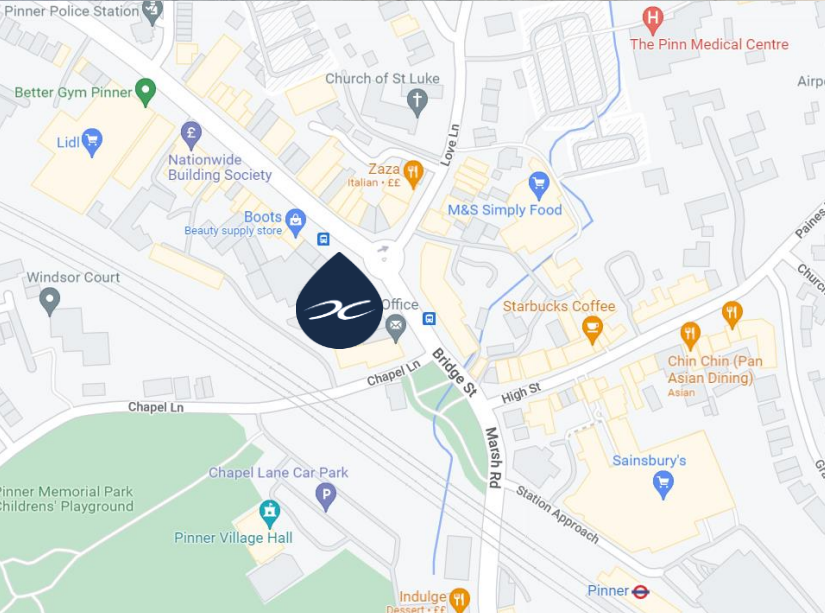 Pinner Police Station
H
The Pinn Medical Centre
Church of St Luke
Better Gym Pinner
Lidl
£
Nationwide
Building Society
Love Ln
Zaza
Italian • ££
M&S Simply Food
Boots
Beauty supply store
Paines
Church
Windsor Court
Office
Starbucks Coffee
Chin Chin (Pan
Asian Dining)
Asian
Bridge St
Chapel Ln
High St
Chapel Ln
Marsh Rd
Sainsbury's
Chapel Lane Car Park
P
Pinner Memorial Park
Childrens' Playground
Station Approach
Pinner Village Hall
Pinner
Indulge
Dessert • ££